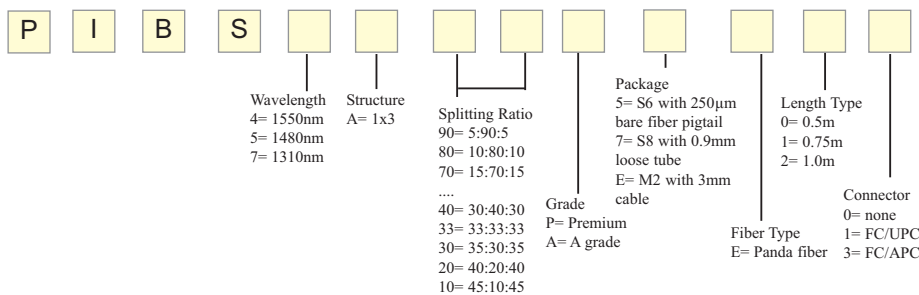 P I B S
Wavelength
4= 1550nm
5= 1480nm
7= 1310nm
Structure
A= 1x3
Splitting Ratio
90= 5:90:5
80= 10:80:10
70= 15:70:15
....
40= 30:40:30
33= 33:33:33
30= 35:30:35
20= 40:20:40
10= 45:10:45
Grade
P= Premium
A= A grade
Package
5= S6 with 250μm
bare fiber pigtail
7= S8 with 0.9mm
loose tube
E= M2 with 3mm
cable
Fiber Type
E= Panda fiber
Length Type
0= 0.5m
1= 0.75m
2= 1.0m
Connector
0= none
1= FC/UPC
3= FC/APC